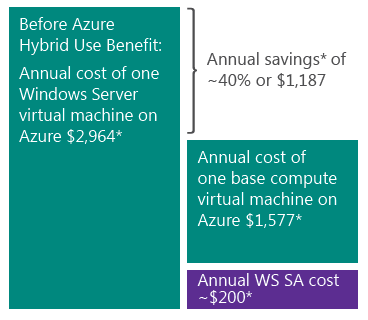 Before Azure
Hybrid Use Benefit:
Annual cost of one
Windows Server
virtual machine on
Azure $2,964*
Annual savings* of
~40% or $1,187
Annual cost of
one base compute
virtual machine on
Azure $1,577*
Annual WS SA cost
~$200*